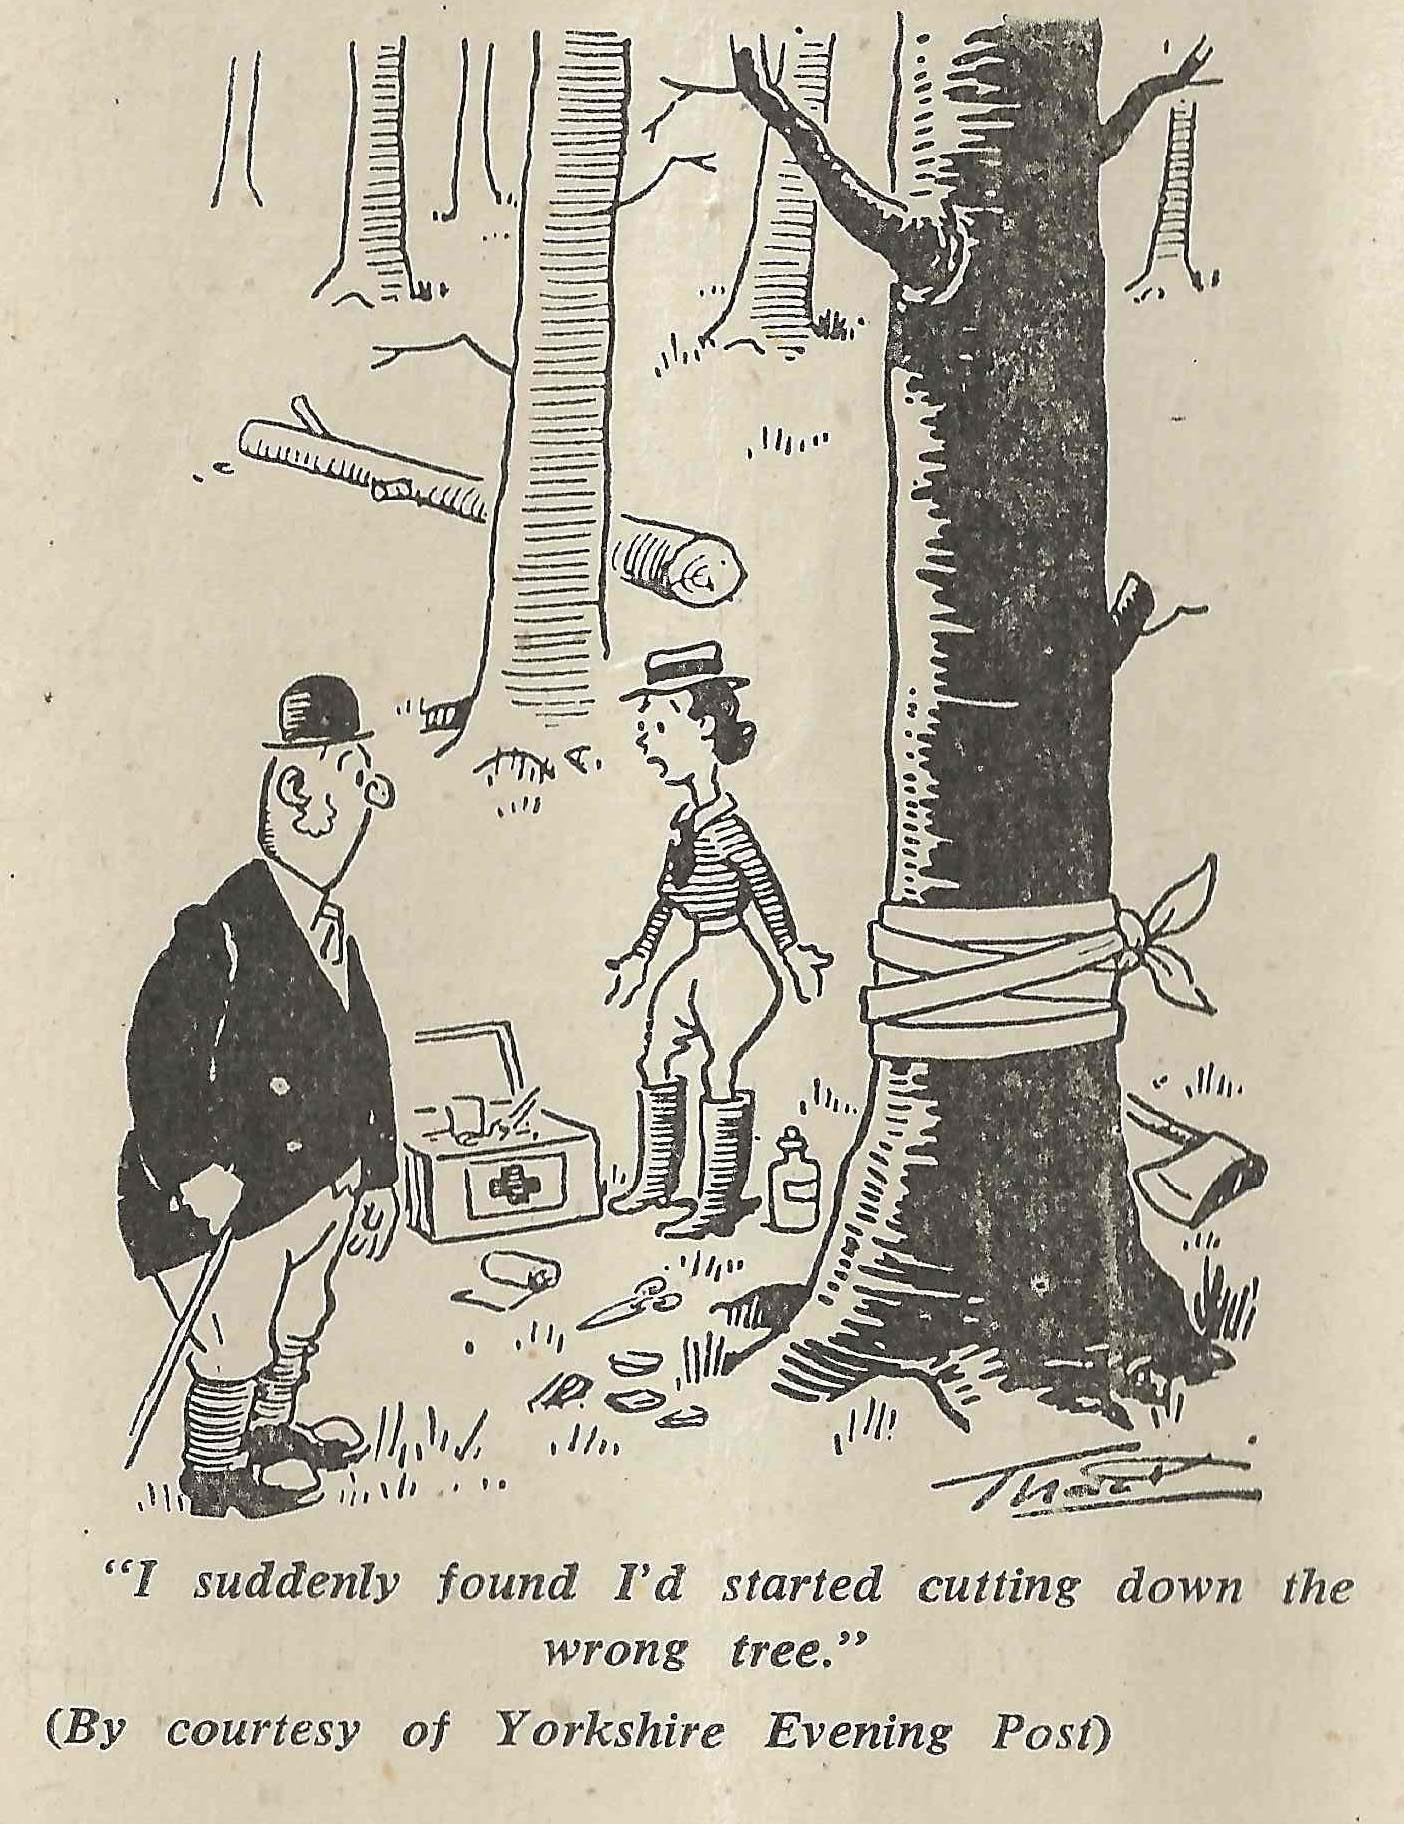 "I suddenly found I'd started cutting down the
wrong tree."
(By courtesy of Yorkshire Evening Post)